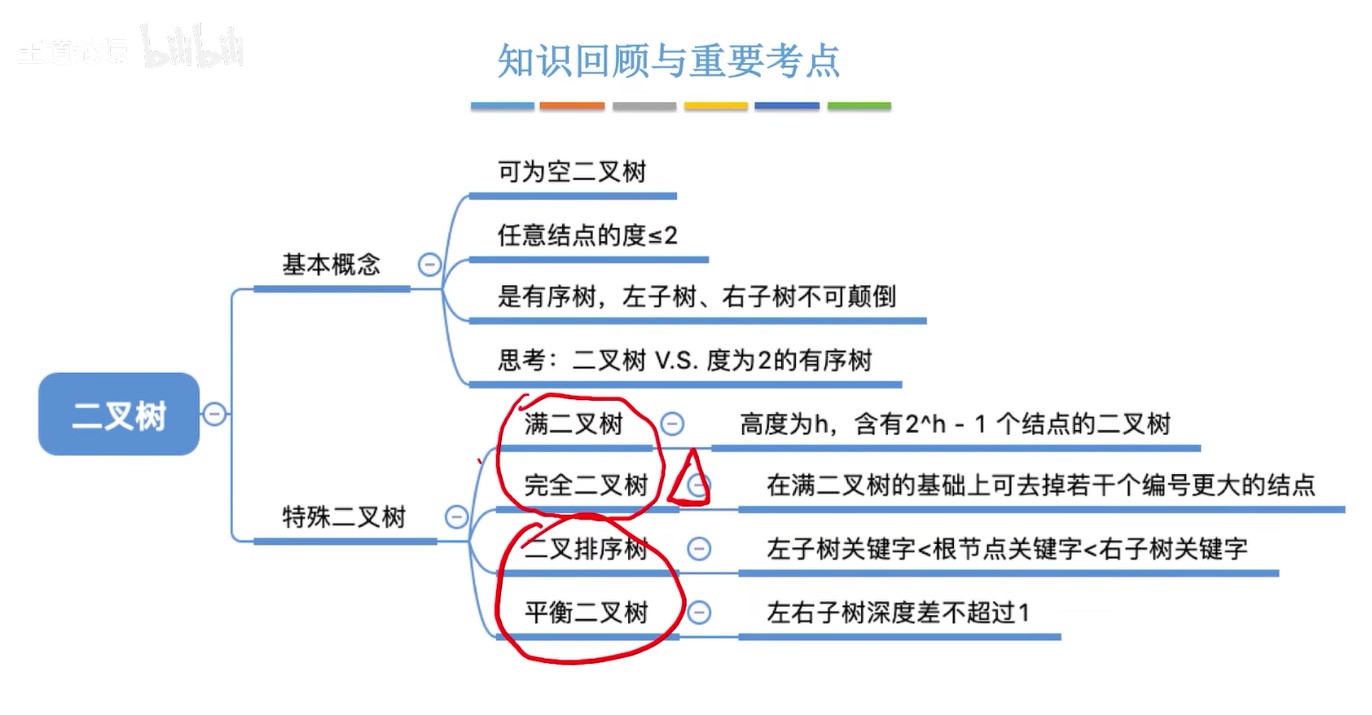 bilibili
知识回顾与重要考点
可为空二叉树
任意结点的度≤2
基本概念
是有序树，左子树、右子树不可颠倒
思考：二叉树 V.S. 度为2的有序树
二叉树
满二叉树
高度为h，含有2^h - 1 个结点的二叉树
完全二叉树
在满二叉树的基础上可去掉若干个编号更大的结点
特殊二叉树
二叉排序树
左子树关键字<根节点关键字<右子树关键字
平衡二叉树
左右子树深度差不超过1